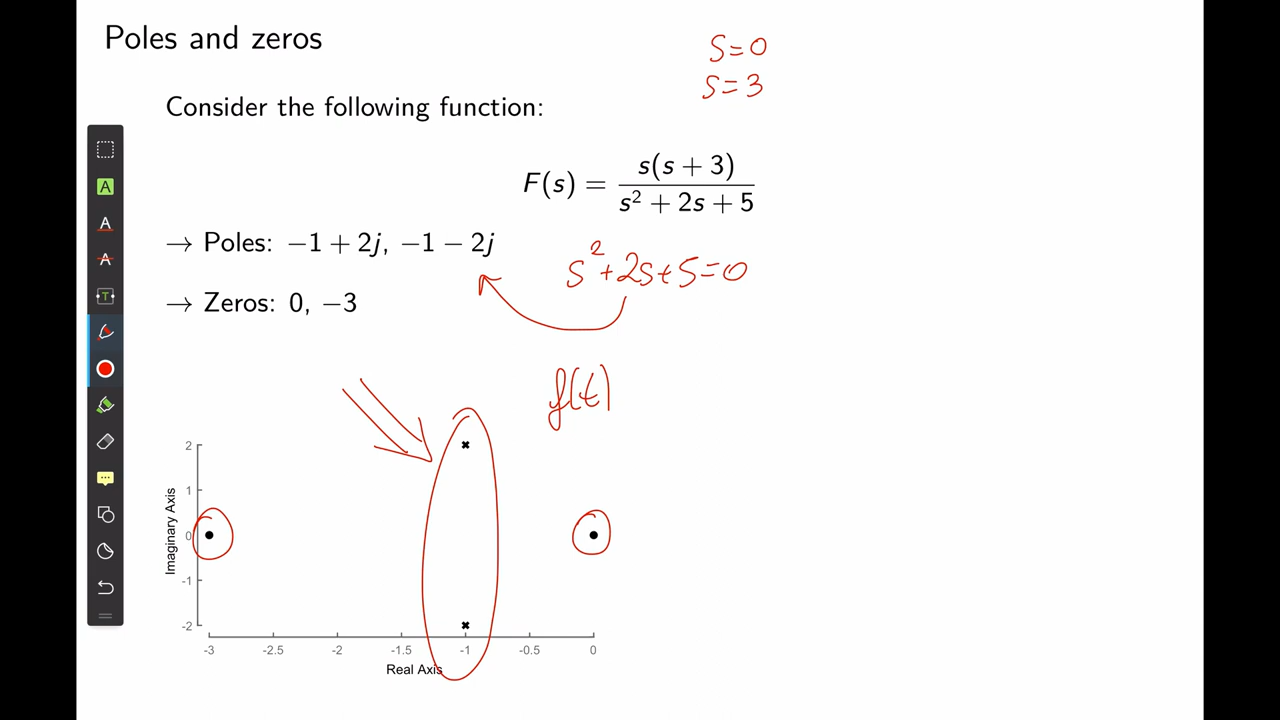 Poles and zeros
S=0
S=3
Consider the following function:
F(s) = s(s + 3) / s² + 2s + 5
→ Poles: −1 + 2j, −1 − 2j
s²+2s+5=0
→ Zeros: 0, −3
f(t)
A
A
A
T
2
1
0
-1
-2
Imaginary Axis
-3 -2.5 -2 -1.5 -1 -0.5 0
Real Axis